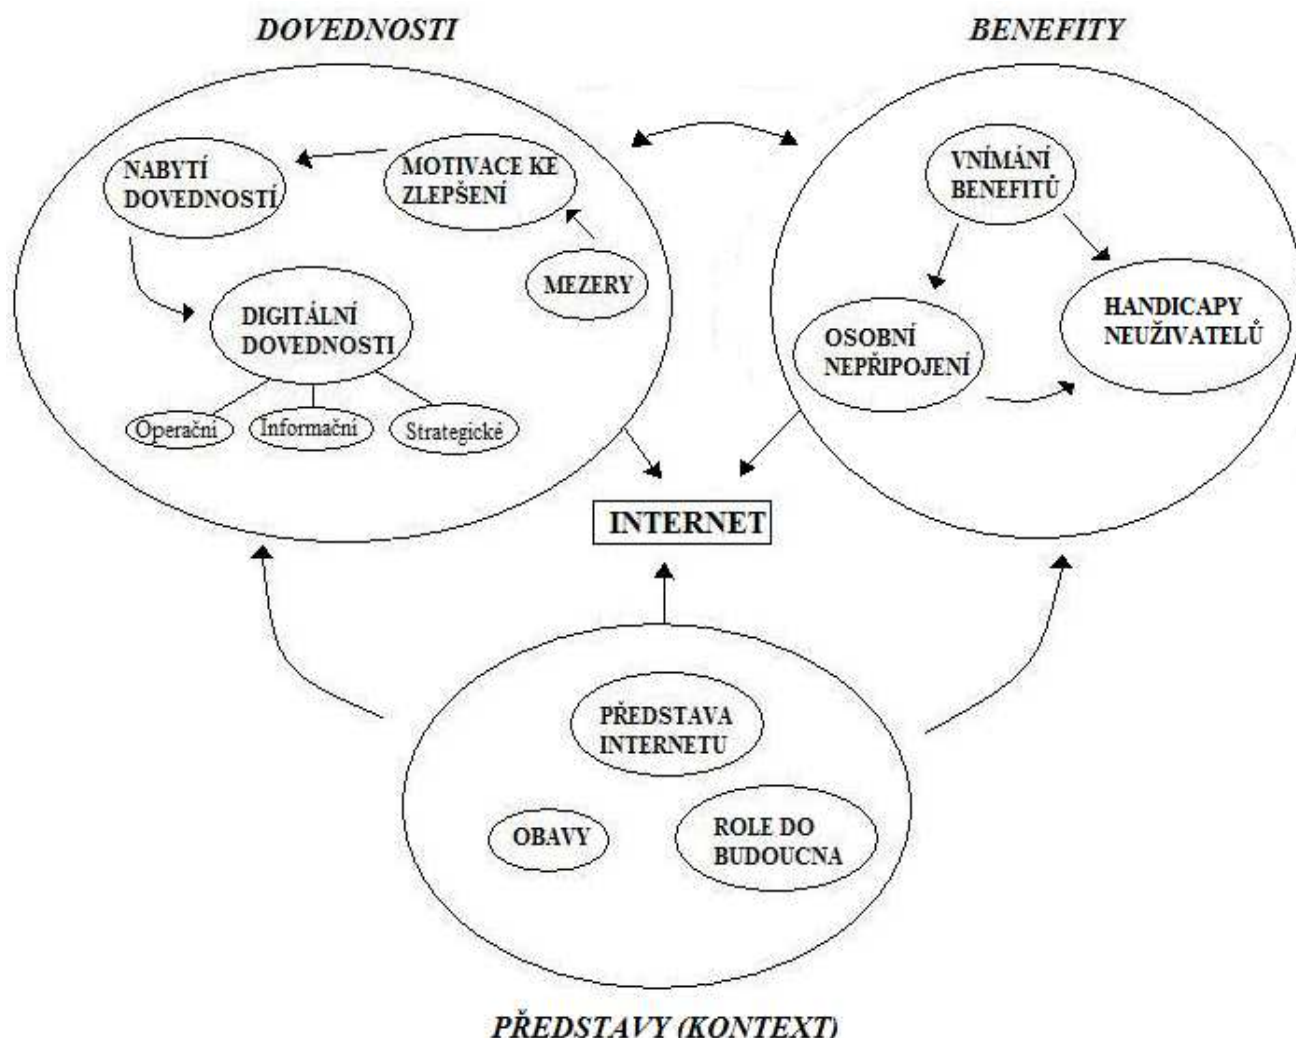 DOVEDNOSTI
BENEFITY
NABYTÍ
DOVEDNOSTÍ
MOTIVACE KE
ZLEPŠENÍ
MEZERY
DIGITÁLNÍ
DOVEDNOSTI
Operační
Informační
Strategické
VNÍMÁNÍ
BENEFITŮ
OSOBNÍ
NEPŘIPOJENÍ
HANDICAPY
NEUŽIVATELŮ
INTERNET
PŘEDSTAVA
INTERNETU
OBAVY
ROLE DO
BUDOUCNA
PŘEDSTAVY (KONTEXT)